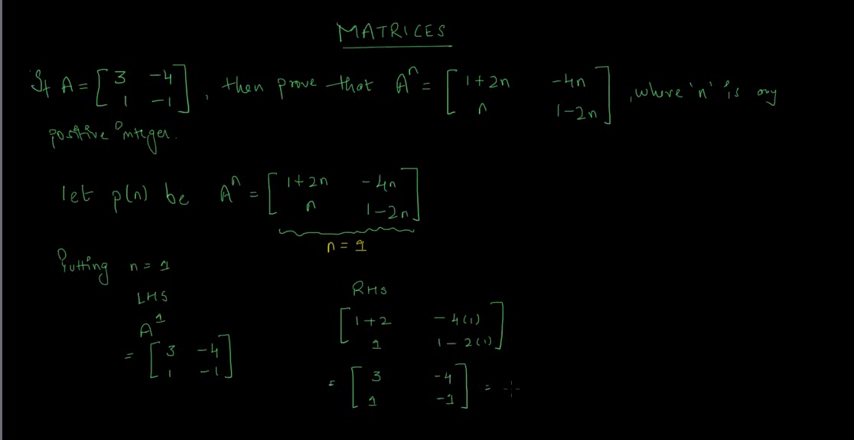 MATRICES
If A = [3 -4; 1 -1], then prove that Aⁿ = [1+2n -4n; n 1-2n], where 'n' is any
positive integer.
let p(n) be Aⁿ = [1+2n -4n; n 1-2n]
n = 1
Putting n = 1
LHS
RHS
A¹
[1+2 -4(1); 1 1-2(1)]
= [3 -4; 1 -1]
= [3 -4; 1 -1] =